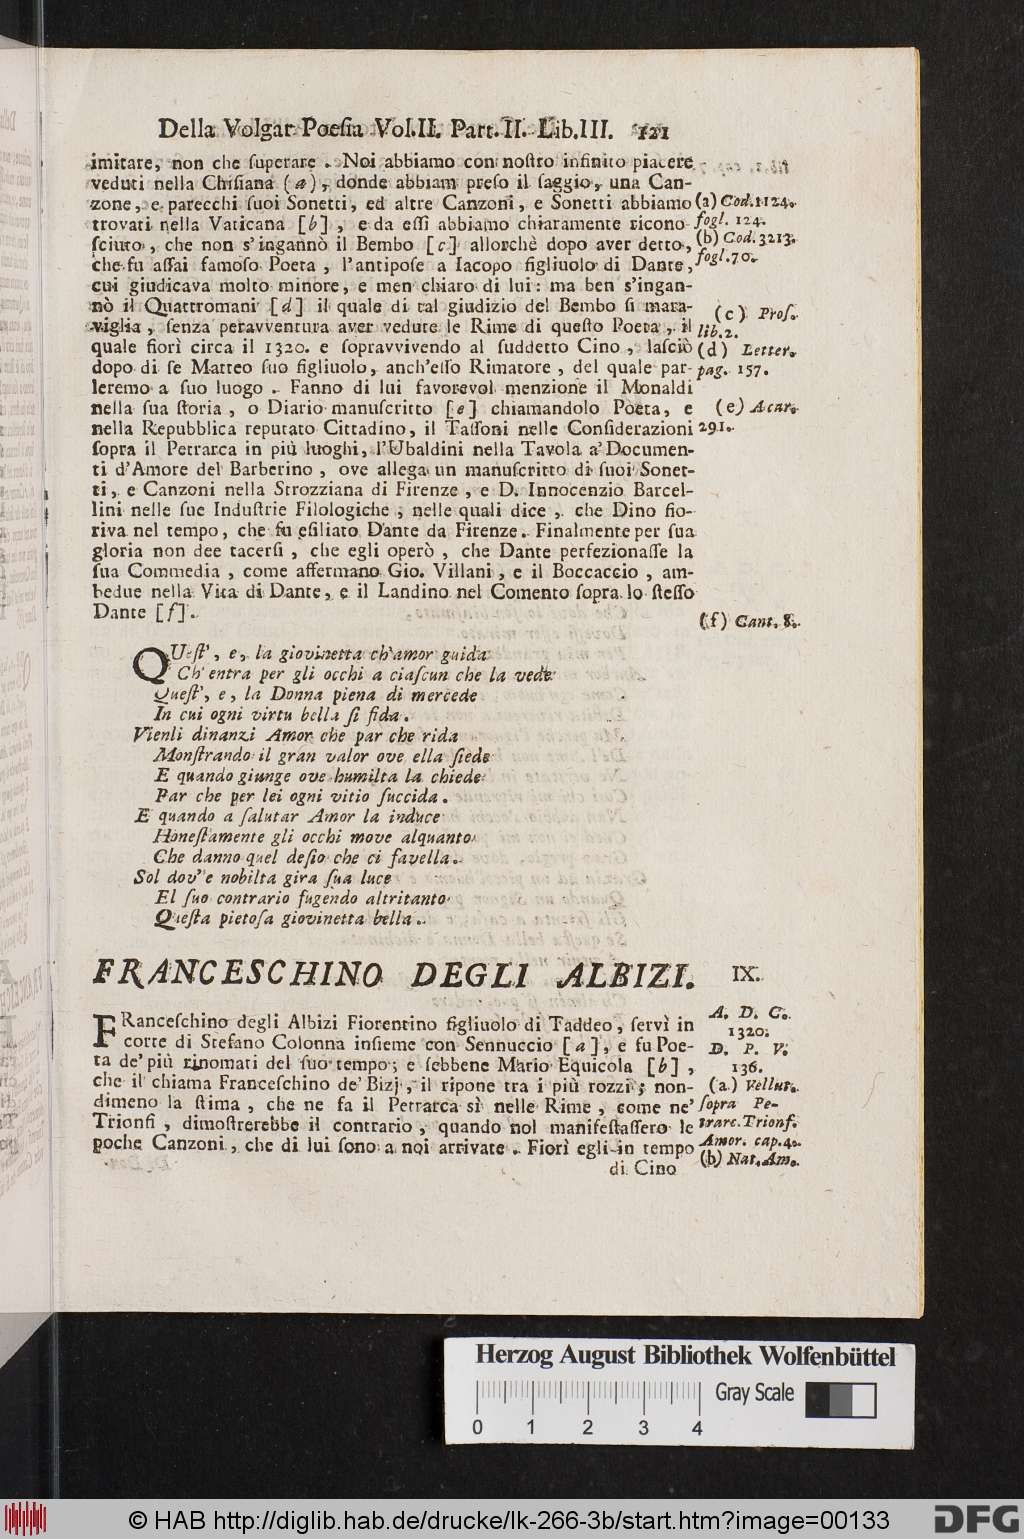 Della Volgar Poesia Vol.II. Part. II. Lib.III. 121
imitare, non che superare. Noi abbiamo con nostro infinito piacere
veduti nella Chisiana (a), donde abbiam preso il saggio, una Can-
zone, e parecchi suoi Sonetti, ed altre Canzoni, e Sonetti abbiamo
trovati nella Vaticana [b], e da essi abbiamo chiaramente ricono-
sciuto, che non s'ingannò il Bembo [c] allorchè dopo aver detto,
che fu assai famoso Poeta, l'antipose a Iacopo figliuolo di Dante,
cui giudicava molto minore, e men chiaro di lui: ma ben s'ingan-
nò il Quattromani [d] il quale di tal giudizio del Bembo si mara-
viglia, senza peravventura aver vedute le Rime di questo Poeta, il
quale fiorì circa il 1320. e sopravvivendo al suddetto Cino, lasciò
dopo di se Matteo suo figliuolo, anch'esso Rimatore, del quale par-
leremo a suo luogo. Fanno di lui favorevol menzione il Monaldi
nella sua storia, o Diario manuscritto [e] chiamandolo Poeta, e
nella Repubblica reputato Cittadino, il Tassoni nelle Considerazioni
sopra il Petrarca in più luoghi, l'Ubaldini nella Tavola a' Documen-
ti d'Amore del Barberino, ove allega un manuscritto di suoi Sonet-
ti, e Canzoni nella Strozziana di Firenze, e D. Innocenzio Barcel-
lini nelle sue Industrie Filologiche, nelle quali dice, che Dino fio-
riva nel tempo, che fu esiliato Dante da Firenze. Finalmente per sua
gloria non dee tacersi, che egli operò, che Dante perfezionasse la
sua Commedia, come affermano Gio. Villani, e il Boccaccio, am-
bedue nella Vita di Dante, e il Landino nel Comento sopra lo stesso
Dante [f].
(a) Cod. 1124.
fogl. 124.
(b) Cod. 3213.
fogl. 70.
(c) Pros.
lib. 2.
(d) Letter.
pag. 157.
(e) A car.
291.
(f) Cant. 8.
QUest', e, la giovinetta ch'amor guida
Ch'entra per gli occhi a ciascun che la vede
Quest', e, la Donna piena di mercede
In cui ogni virtu bella si fida.
Vienli dinanzi Amor che par che rida
Monstrando il gran valor ove ella siede
E quando giunge ove humilta la chiede
Par che per lei ogni vitio succida.
E quando a salutar Amor la induce
Honestamente gli occhi move alquanto
Che danno quel desio che ci favella.
Sol dov'e nobilta gira sua luce
El suo contrario fugendo altritanto
Questa pietosa giovinetta bella.
FRANCESCHINO DEGLI ALBIZI. IX.
FRanceschino degli Albizi Fiorentino figliuolo di Taddeo, servì in
corte di Stefano Colonna insieme con Sennuccio [a], e fu Poe-
ta de' più rinomati del suo tempo; e sebbene Mario Equicola [b],
che il chiama Franceschino de' Bizj, il ripone tra i più rozzi; non-
dimeno la stima, che ne fa il Petrarca sì nelle Rime, come ne'
Trionfi, dimostrerebbe il contrario, quando nol manifestassero le
poche Canzoni, che di lui sono a noi arrivate. Fiorì egli in tempo
di Cino
A. D. C.
1320.
D. P. V.
136.
(a) Vellut.
sopra Pe-
trarc. Trionf.
Amor. cap. 4.
(b) Nat. Am.
Herzog August Bibliothek Wolfenbüttel
Gray Scale
0 1 2 3 4
© HAB http://diglib.hab.de/drucke/lk-266-3b/start.htm?image=00133
DFG